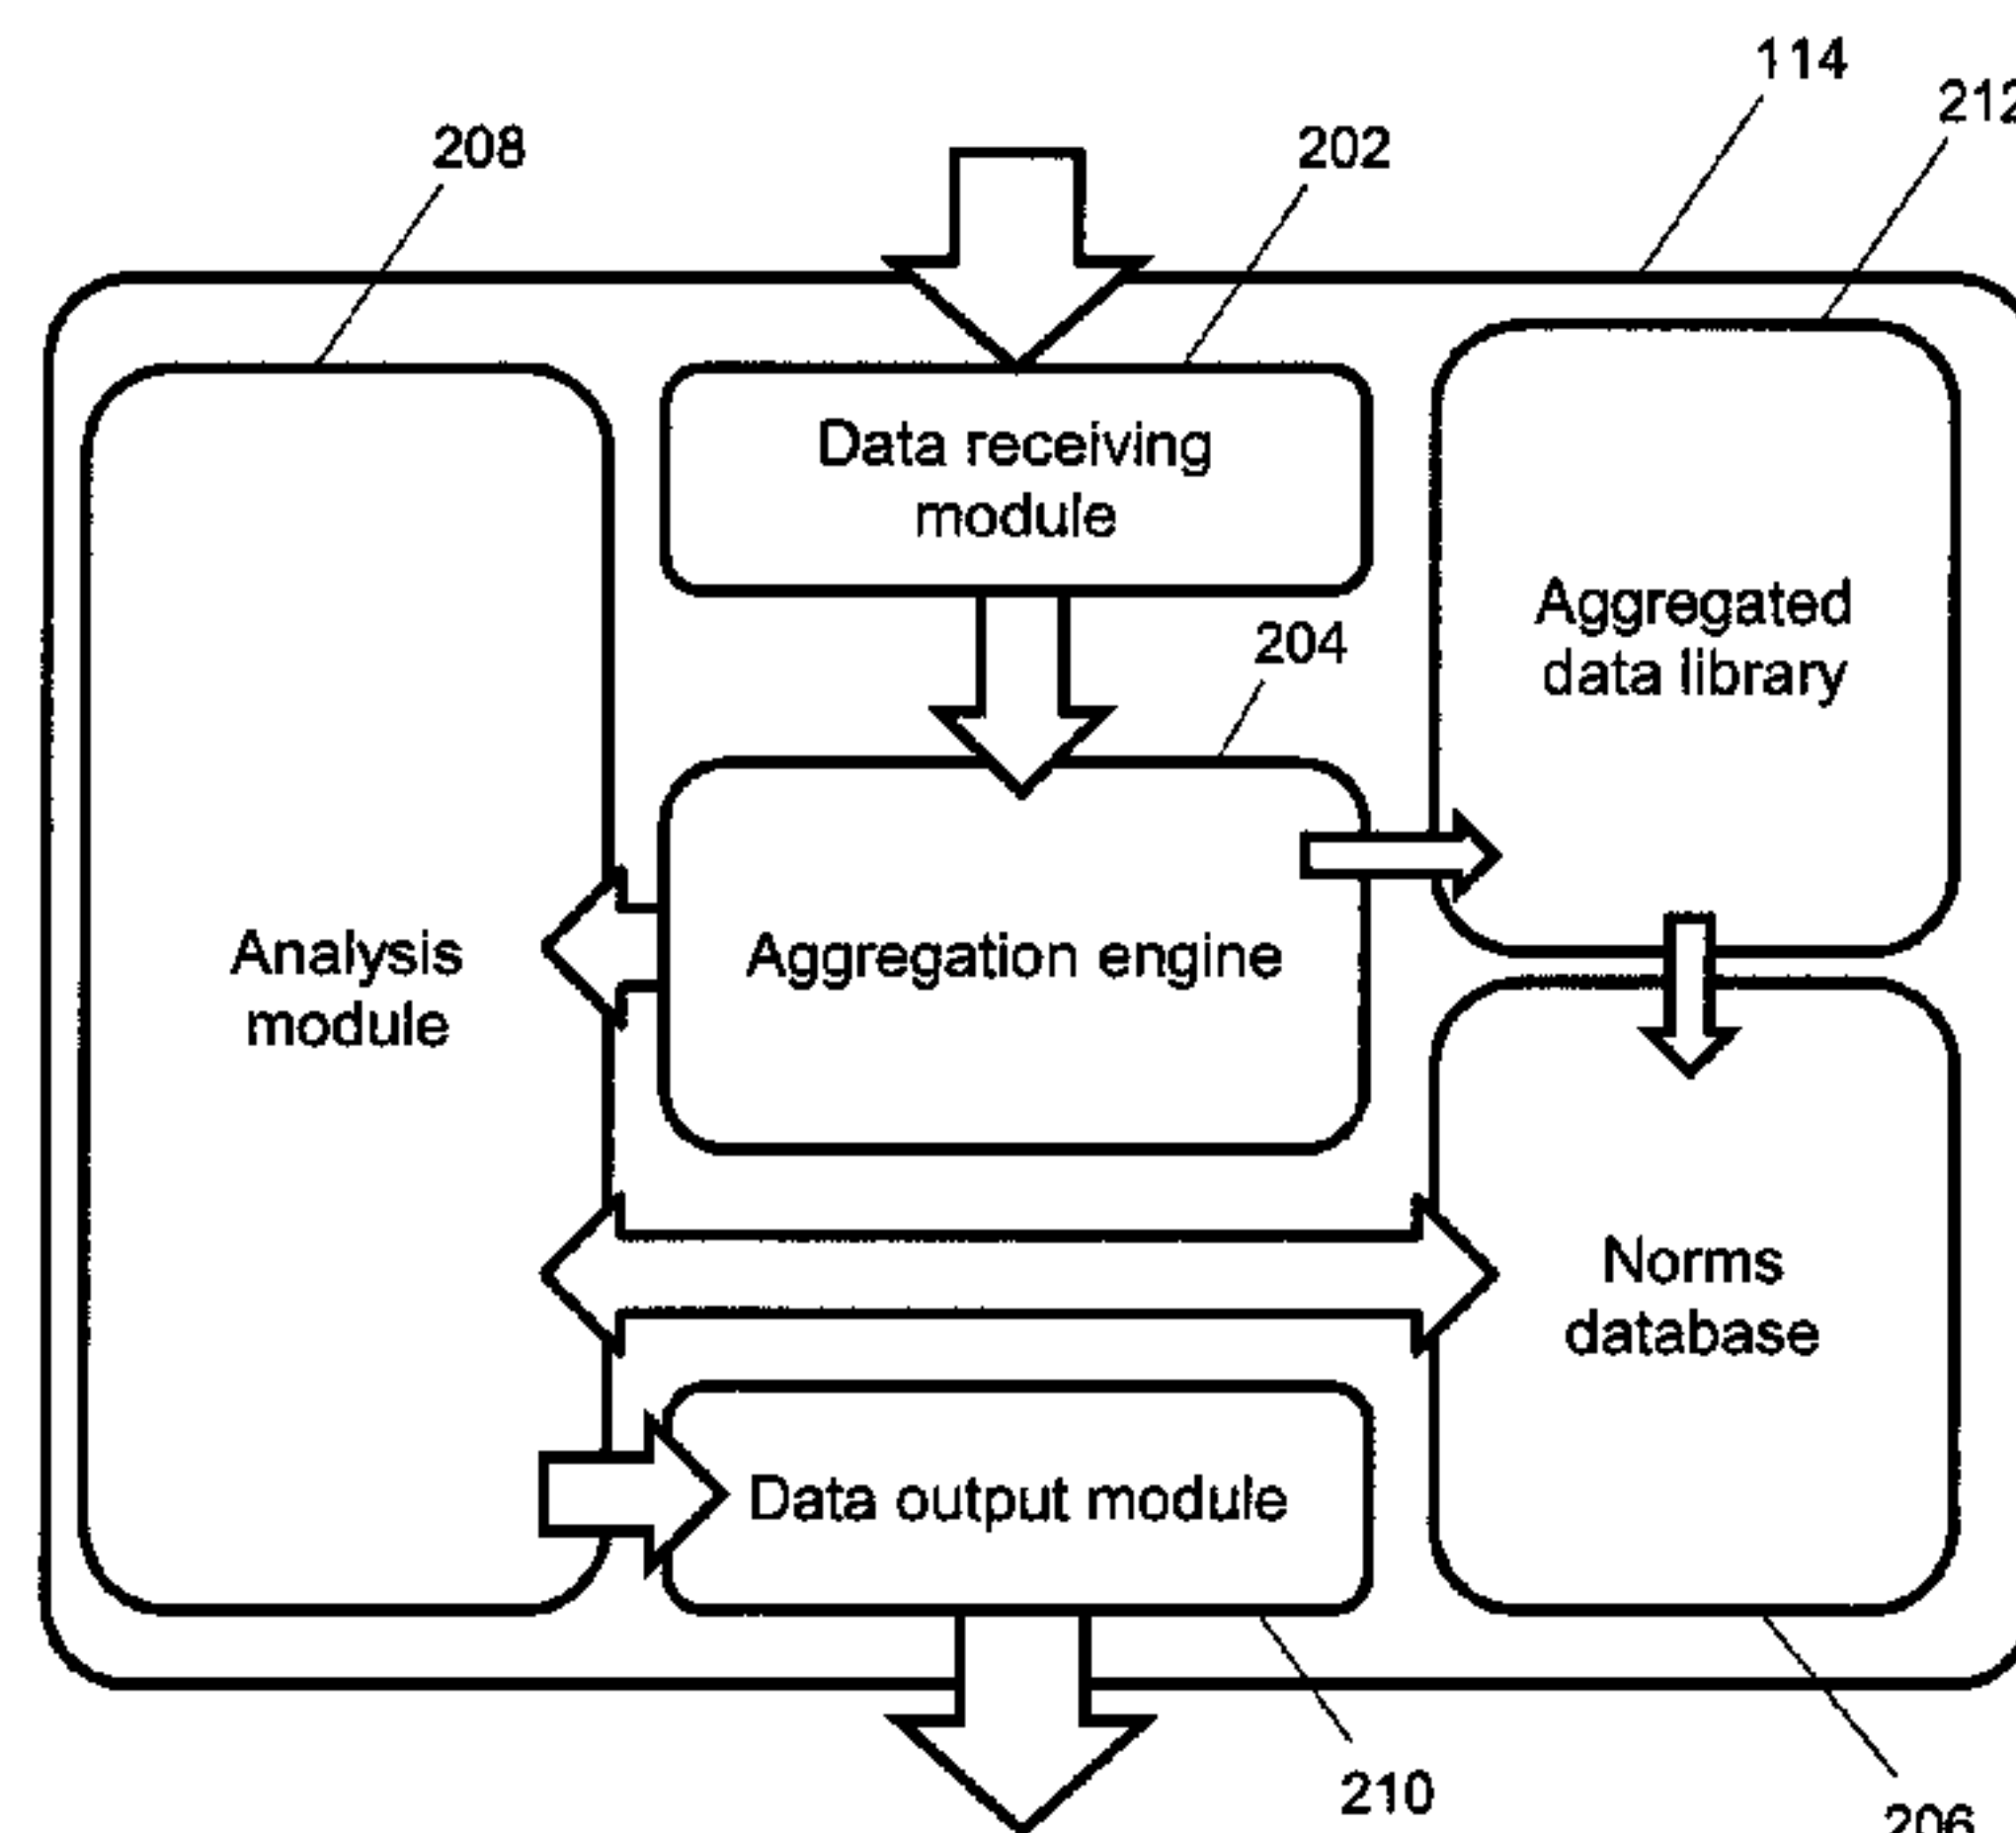 114
212
208
202
Data receiving
module
204
Aggregated
data library
Analysis
module
Aggregation engine
Norms
database
Data output module
210
206